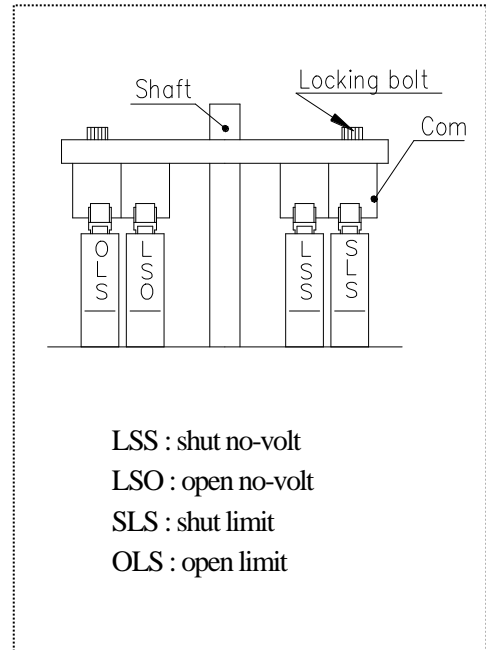 Shaft
Locking bolt
Com
OLS
LSO
LSS
SLS
LSS : shut no-volt
LSO : open no-volt
SLS : shut limit
OLS : open limit